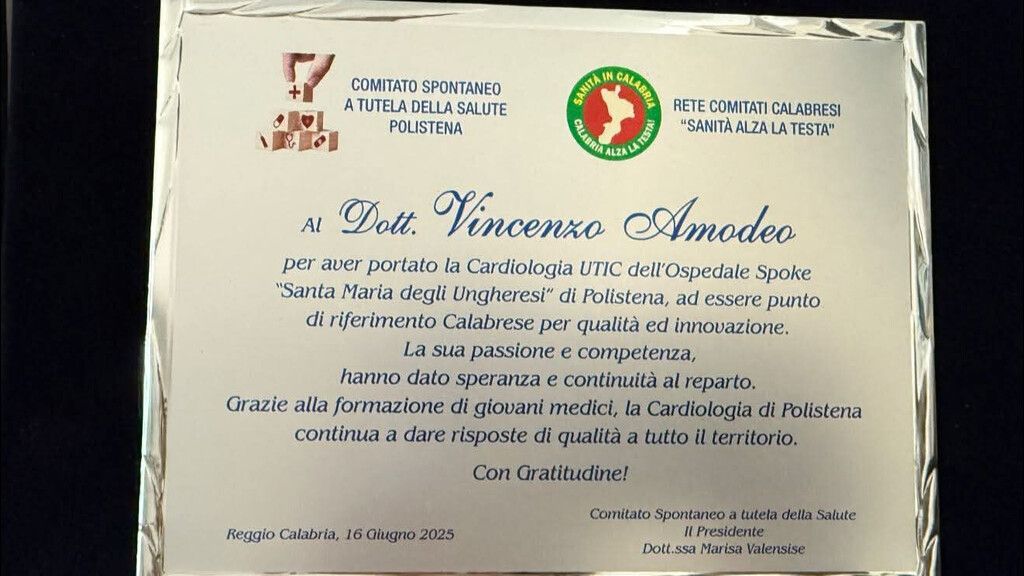 COMITATO SPONTANEO
A TUTELA DELLA SALUTE
POLISTENA
SANITÀ IN CALABRIA
CALABRIA ALZA LA TESTA!
RETE COMITATI CALABRESI
“SANITÀ ALZA LA TESTA”
Al Dott. Vincenzo Amodeo
per aver portato la Cardiologia UTIC dell’Ospedale Spoke
“Santa Maria degli Ungheresi” di Polistena, ad essere punto
di riferimento Calabrese per qualità ed innovazione.
La sua passione e competenza,
hanno dato speranza e continuità al reparto.
Grazie alla formazione di giovani medici, la Cardiologia di Polistena
continua a dare risposte di qualità a tutto il territorio.
Con Gratitudine!
Reggio Calabria, 16 Giugno 2025
Comitato Spontaneo a tutela della Salute
Il Presidente
Dott.ssa Marisa Valensise